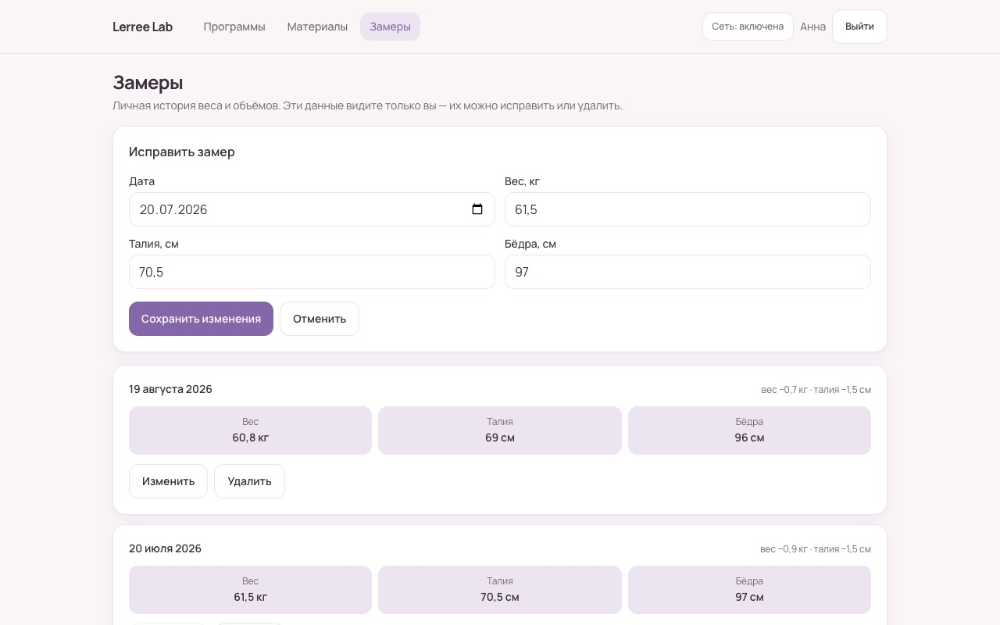 Lerree Lab Программы Материалы Замеры Сеть: включена Анна Выйти
Замеры
Личная история веса и объёмов. Эти данные видите только вы — их можно исправить или удалить.
Исправить замер
Дата Вес, кг
20.07.2026 61,5
Талия, см Бёдра, см
70,5 97
Сохранить изменения Отменить
19 августа 2026 вес −0,7 кг · талия −1,5 см
Вес Талия Бёдра
60,8 кг 69 см 96 см
Изменить Удалить
20 июля 2026 вес −0,9 кг · талия −1,5 см
Вес Талия Бёдра
61,5 кг 70,5 см 97 см